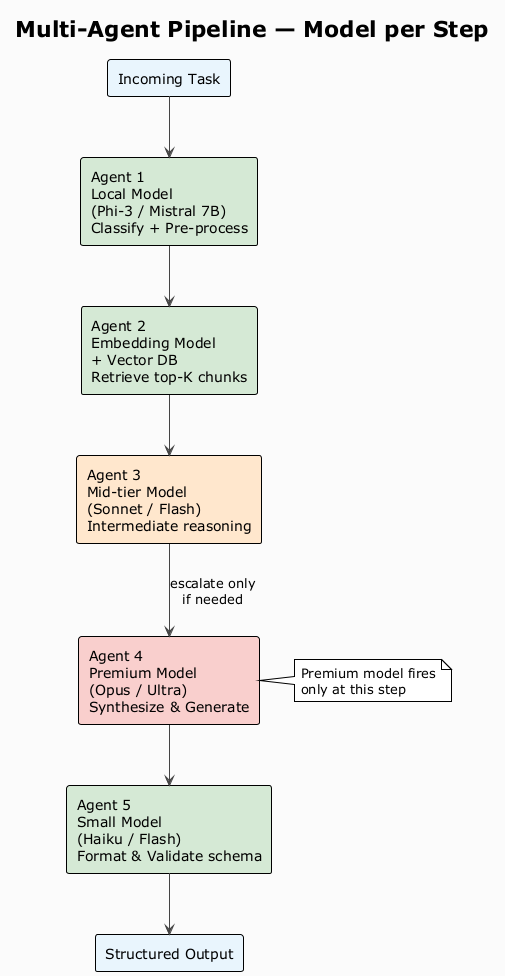 Multi-Agent Pipeline — Model per Step
Incoming Task
Agent 1
Local Model
(Phi-3 / Mistral 7B)
Classify + Pre-process
Agent 2
Embedding Model
+ Vector DB
Retrieve top-K chunks
Agent 3
Mid-tier Model
(Sonnet / Flash)
Intermediate reasoning
escalate only
if needed
Agent 4
Premium Model
(Opus / Ultra)
Synthesize & Generate
Premium model fires
only at this step
Agent 5
Small Model
(Haiku / Flash)
Format & Validate schema
Structured Output